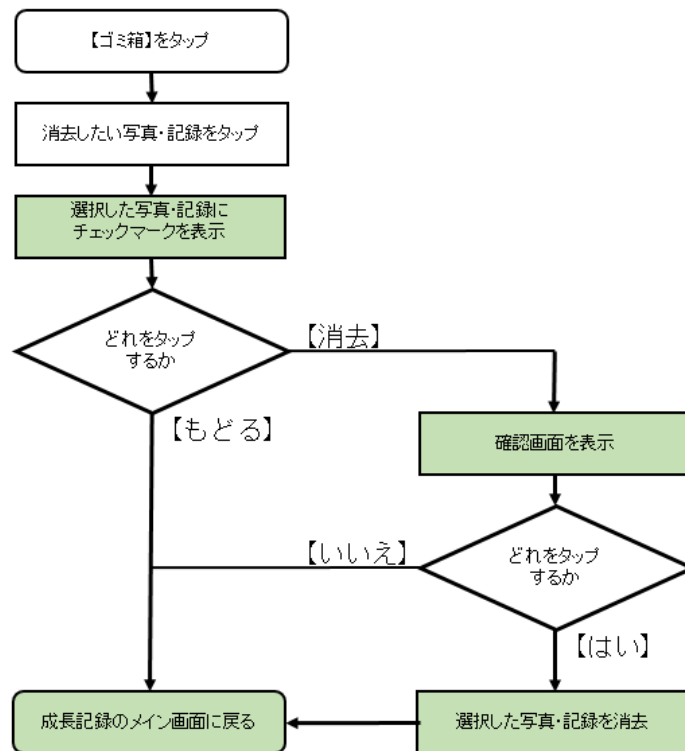 【ゴミ箱】をタップ
消去したい写真・記録をタップ
選択した写真・記録に
チェックマークを表示
どれをタップ
するか
【消去】
【もどる】
確認画面を表示
どれをタップ
するか
【いいえ】
【はい】
選択した写真・記録を消去
成長記録のメイン画面に戻る